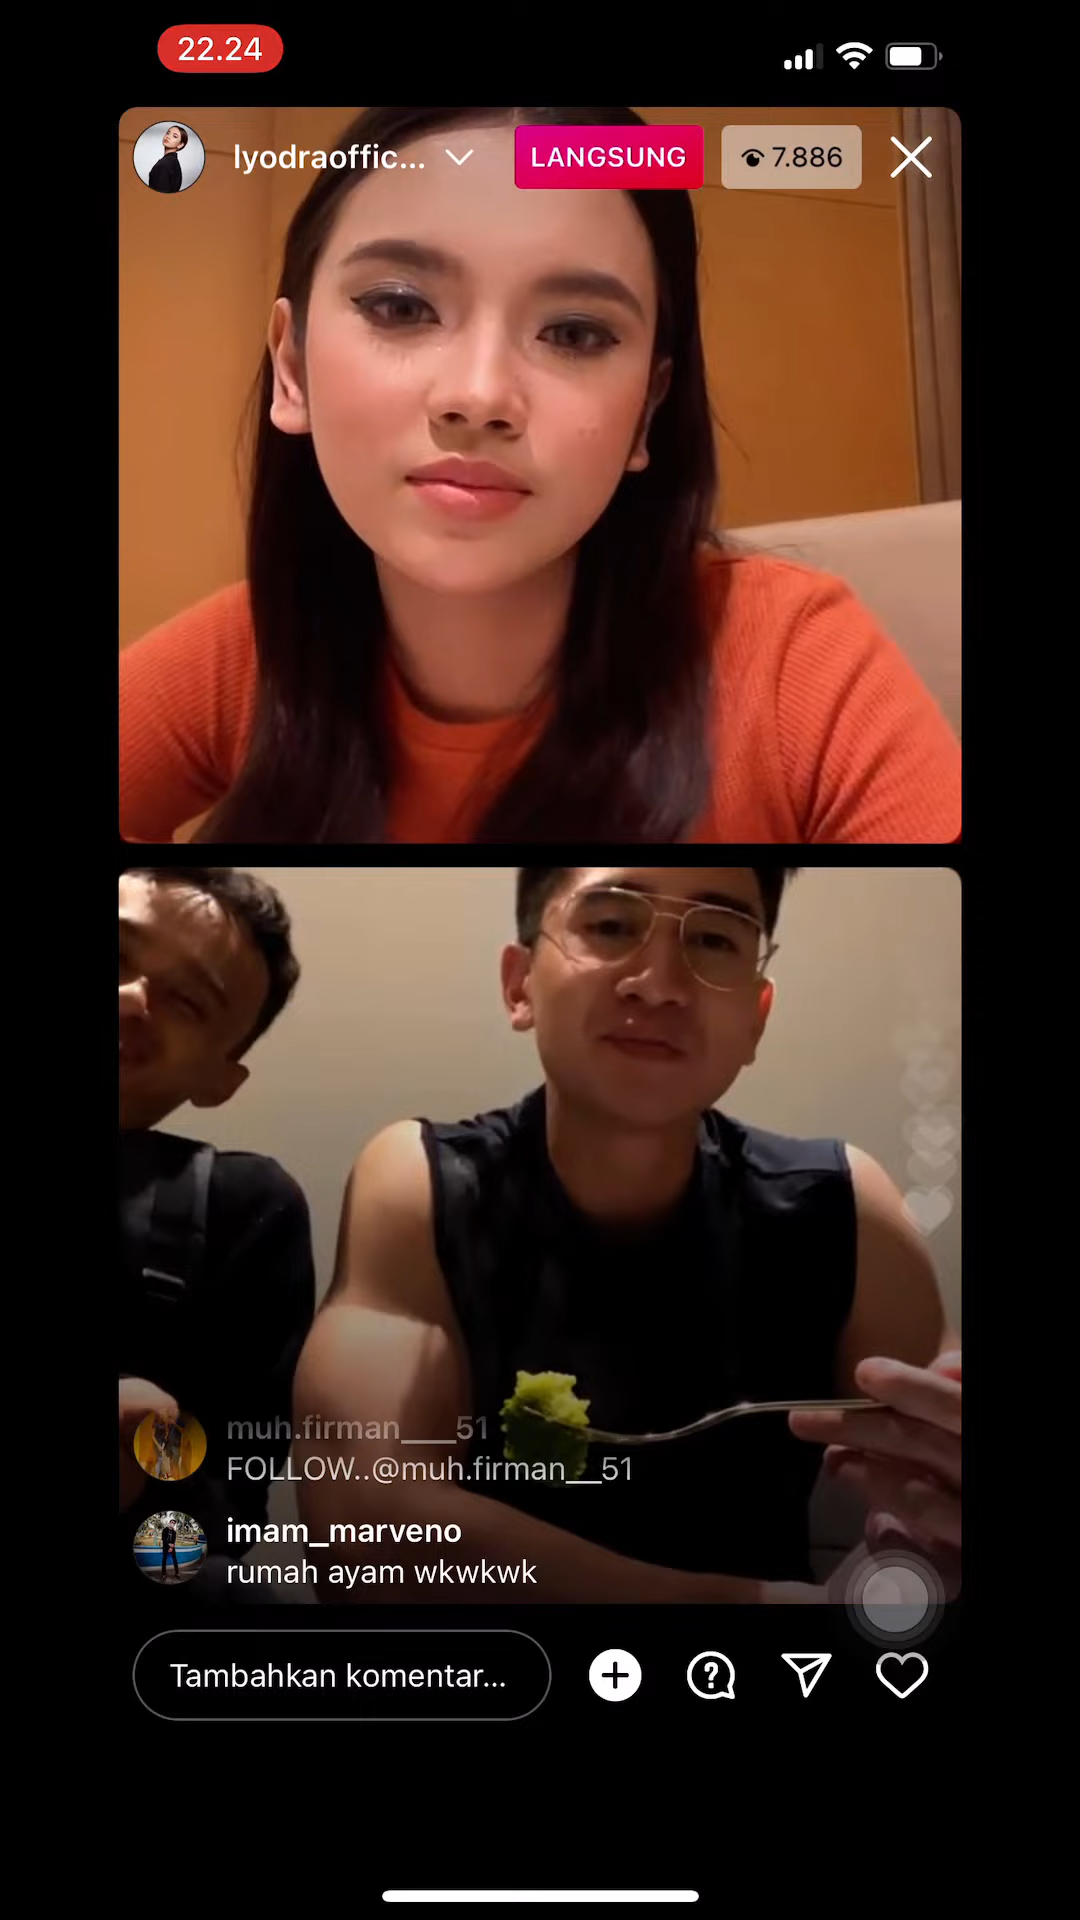 22.24
lyodraoffic...
LANGSUNG
7.886
muh.firman___51
FOLLOW..@muh.firman__51
imam_marveno
rumah ayam wkwkwk
Tambahkan komentar...